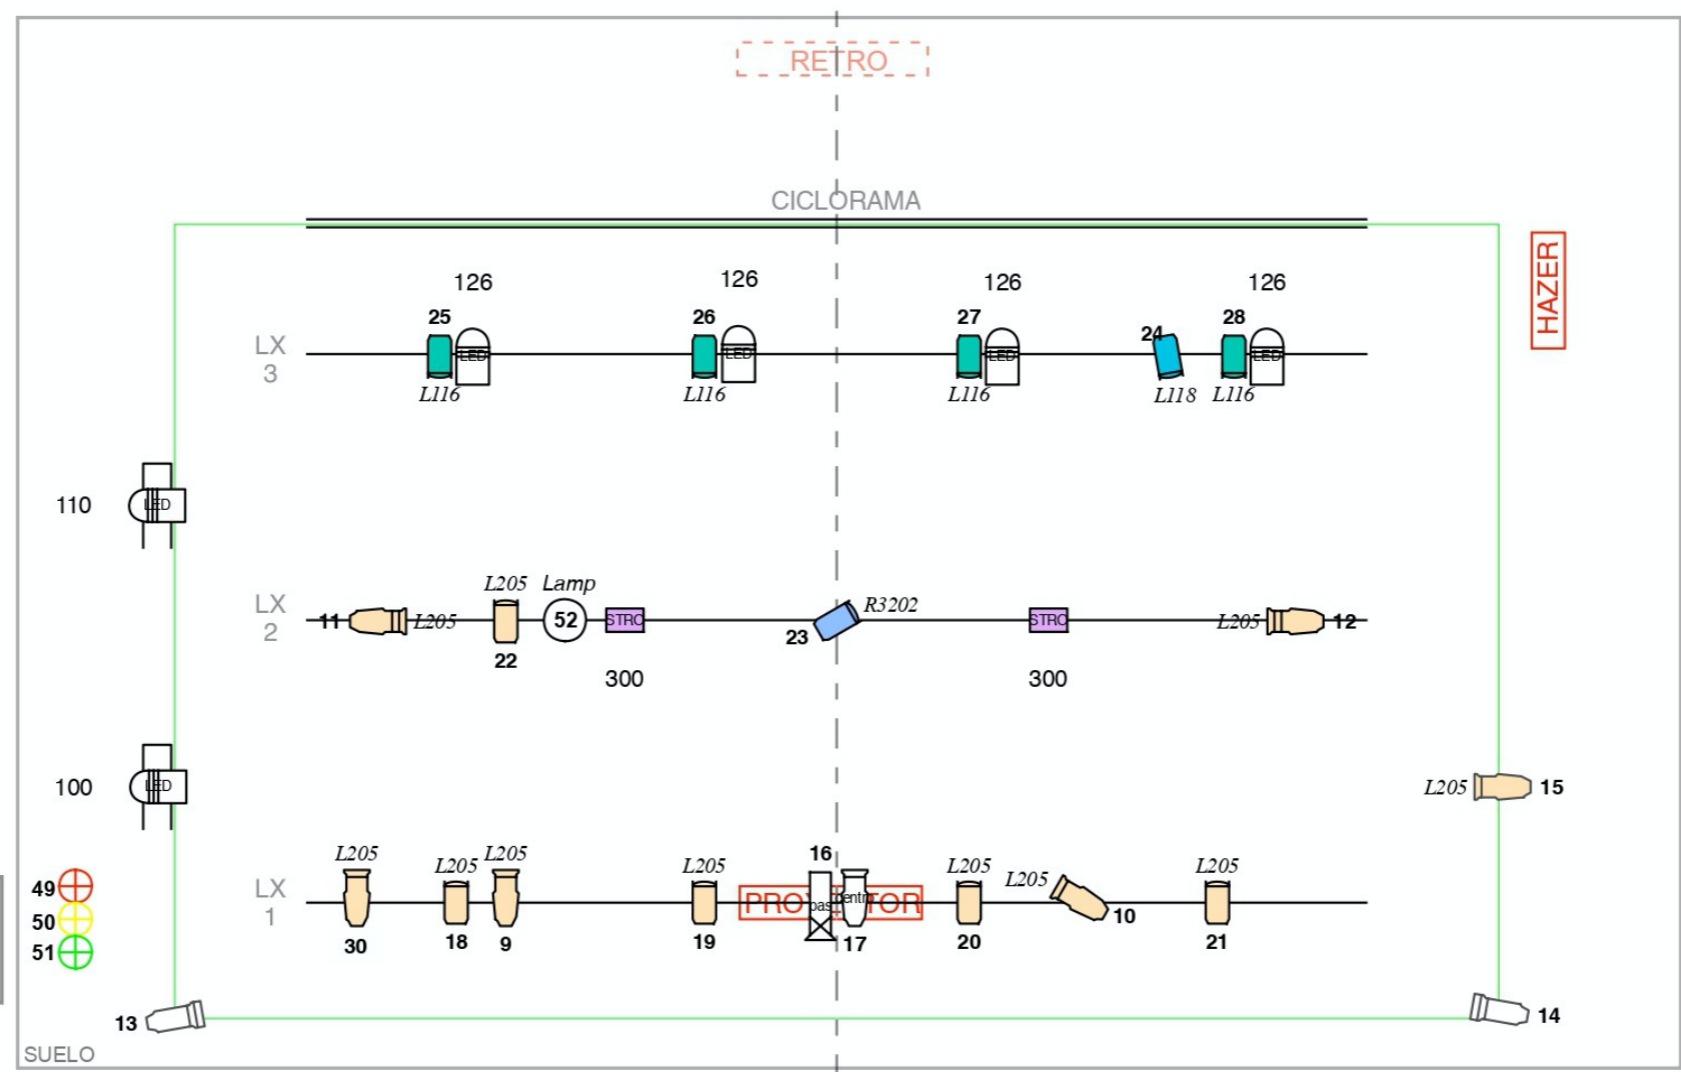 RETRO
CICLORAMA
HAZER
126
126
126
126
25
26
27
24
28
LX
3
LED
LED
LED
LED
L116
L116
L116
L118
L116
110
LED
L205
Lamp
LX
2
11
L205
52
STRO
R3202
STRO
L205
12
23
22
300
300
100
LED
L205
15
L205
L205
L205
L205
16
L205
L205
L205
49
50
51
LX
1
17
10
30
18
9
19
20
21
13
14
SUELO